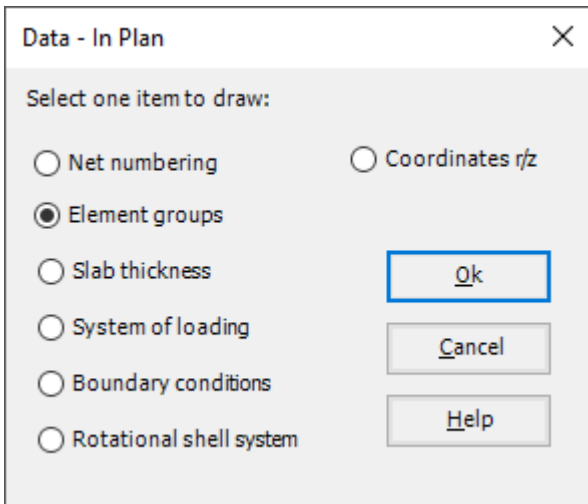 Data - In Plan
Select one item to draw:
Net numbering
Coordinates r/z
Element groups
Slab thickness
Ok
System of loading
Cancel
Boundary conditions
Help
Rotational shell system